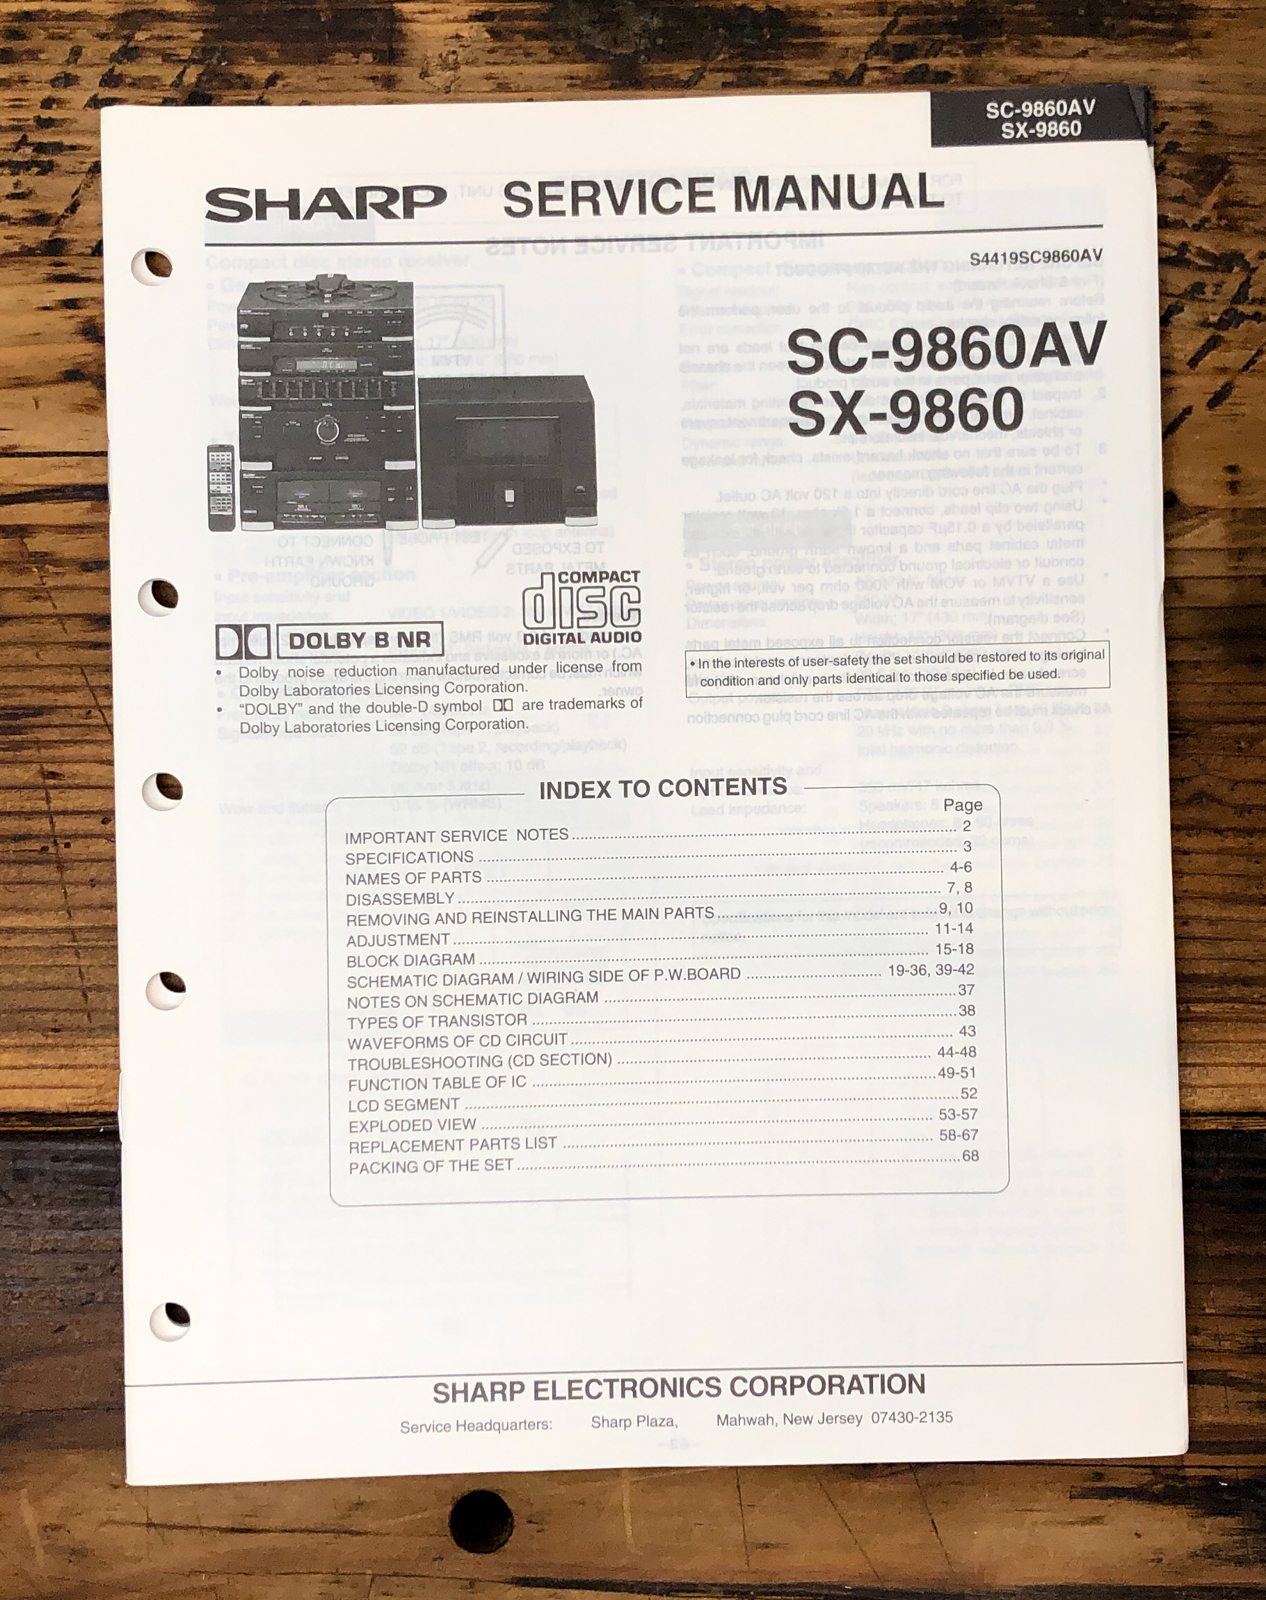 SC-9860AV
SX-9860
SHARP SERVICE MANUAL
S4419SC9860AV
SC-9860AV
SX-9860
COMPACT
disc
DIGITAL AUDIO
DOLBY B NR
• Dolby noise reduction manufactured under license from
Dolby Laboratories Licensing Corporation.
• “DOLBY” and the double-D symbol are trademarks of
Dolby Laboratories Licensing Corporation.
• In the interests of user-safety the set should be restored to its original
condition and only parts identical to those specified be used.
INDEX TO CONTENTS
Page
IMPORTANT SERVICE NOTES ... 2
SPECIFICATIONS ... 3
NAMES OF PARTS ... 4-6
DISASSEMBLY ... 7, 8
REMOVING AND REINSTALLING THE MAIN PARTS ... 9, 10
ADJUSTMENT ... 11-14
BLOCK DIAGRAM ... 15-18
SCHEMATIC DIAGRAM / WIRING SIDE OF P.W.BOARD ... 19-36, 39-42
NOTES ON SCHEMATIC DIAGRAM ... 37
TYPES OF TRANSISTOR ... 38
WAVEFORMS OF CD CIRCUIT ... 43
TROUBLESHOOTING (CD SECTION) ... 44-48
FUNCTION TABLE OF IC ... 49-51
LCD SEGMENT ... 52
EXPLODED VIEW ... 53-57
REPLACEMENT PARTS LIST ... 58-67
PACKING OF THE SET ... 68
SHARP ELECTRONICS CORPORATION
Service Headquarters: Sharp Plaza, Mahwah, New Jersey 07430-2135